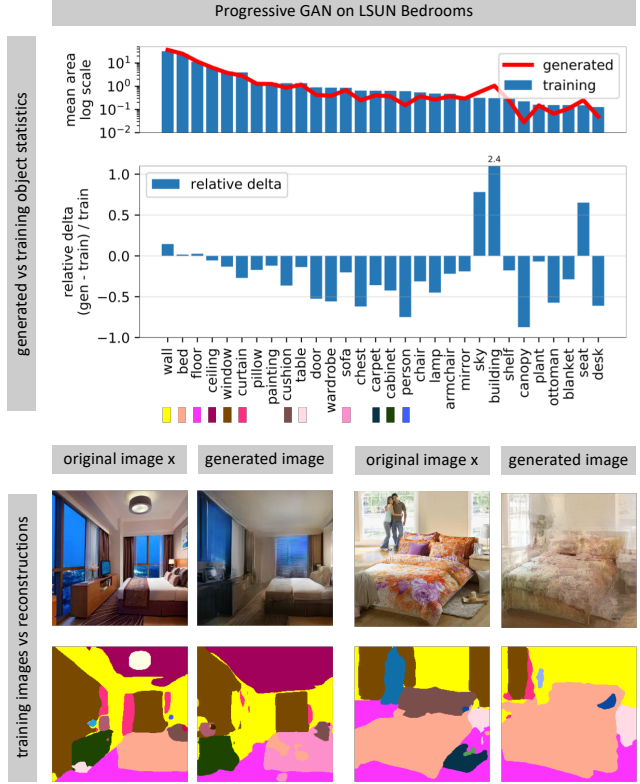 Progressive GAN on LSUN Bedrooms
generated vs training object statistics
mean area
log scale
10¹
10⁰
10⁻¹
10⁻²
generated
training
relative delta
(gen - train) / train
1.0
0.5
0.0
−0.5
−1.0
relative delta
2.4
wall
bed
floor
ceiling
window
curtain
pillow
painting
cushion
table
door
wardrobe
sofa
chest
carpet
cabinet
person
chair
lamp
armchair
mirror
sky
building
shelf
canopy
plant
ottoman
blanket
seat
desk
training images vs reconstructions
original image x
generated image
original image x
generated image